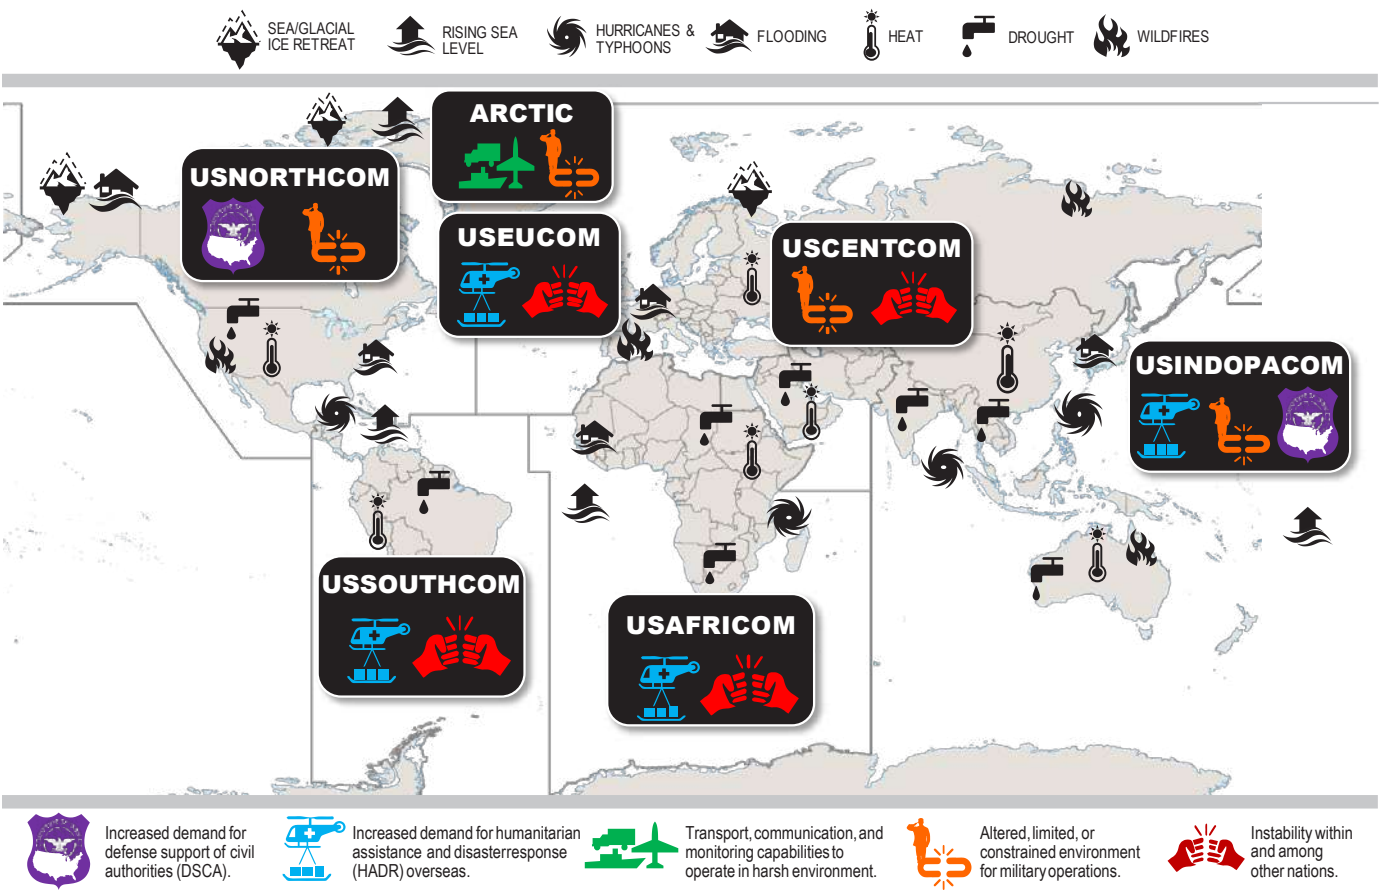 SEA/GLACIAL
ICE RETREAT
RISING SEA
LEVEL
HURRICANES &
TYPHOONS
FLOODING
HEAT
DROUGHT
WILDFIRES
ARCTIC
USNORTHCOM
USEUCOM
USCENTCOM
USINDOPACOM
USSOUTHCOM
USAFRICOM
Increased demand for
defense support of civil
authorities (DSCA).
Increased demand for humanitarian
assistance and disasterresponse
(HADR) overseas.
Transport, communication, and
monitoring capabilities to
operate in harsh environment.
Altered, limited, or
constrained environment
for military operations.
Instability within
and among
other nations.